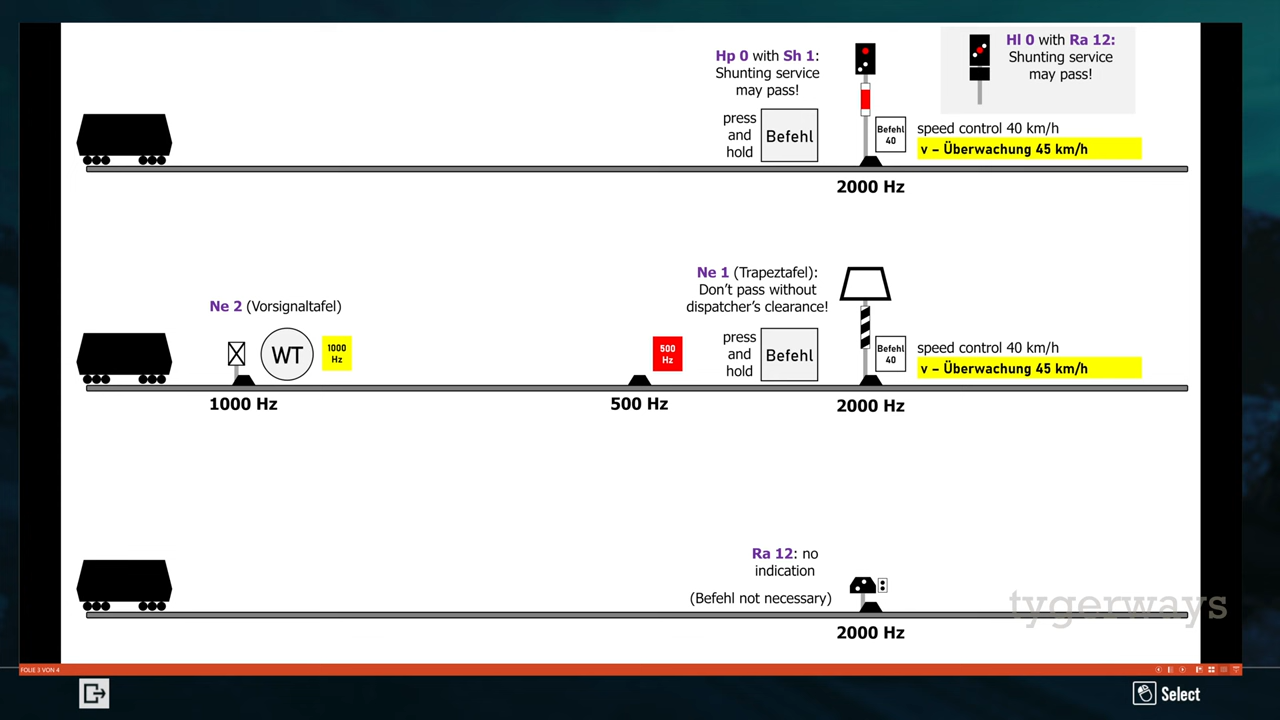 Hp 0 with Sh 1:
Shunting service
may pass!
Hl 0 with Ra 12:
Shunting service
may pass!
press
and
hold
Befehl
Befehl
40
speed control 40 km/h
v – Überwachung 45 km/h
2000 Hz
Ne 2 (Vorsignaltafel)
WT
1000
Hz
1000 Hz
500
Hz
500 Hz
Ne 1 (Trapeztafel):
Don't pass without
dispatcher's clearance!
press
and
hold
Befehl
Befehl
40
speed control 40 km/h
v – Überwachung 45 km/h
2000 Hz
Ra 12: no
indication
(Befehl not necessary)
2000 Hz
tygerways
FOLIE 3 VON 4
Select